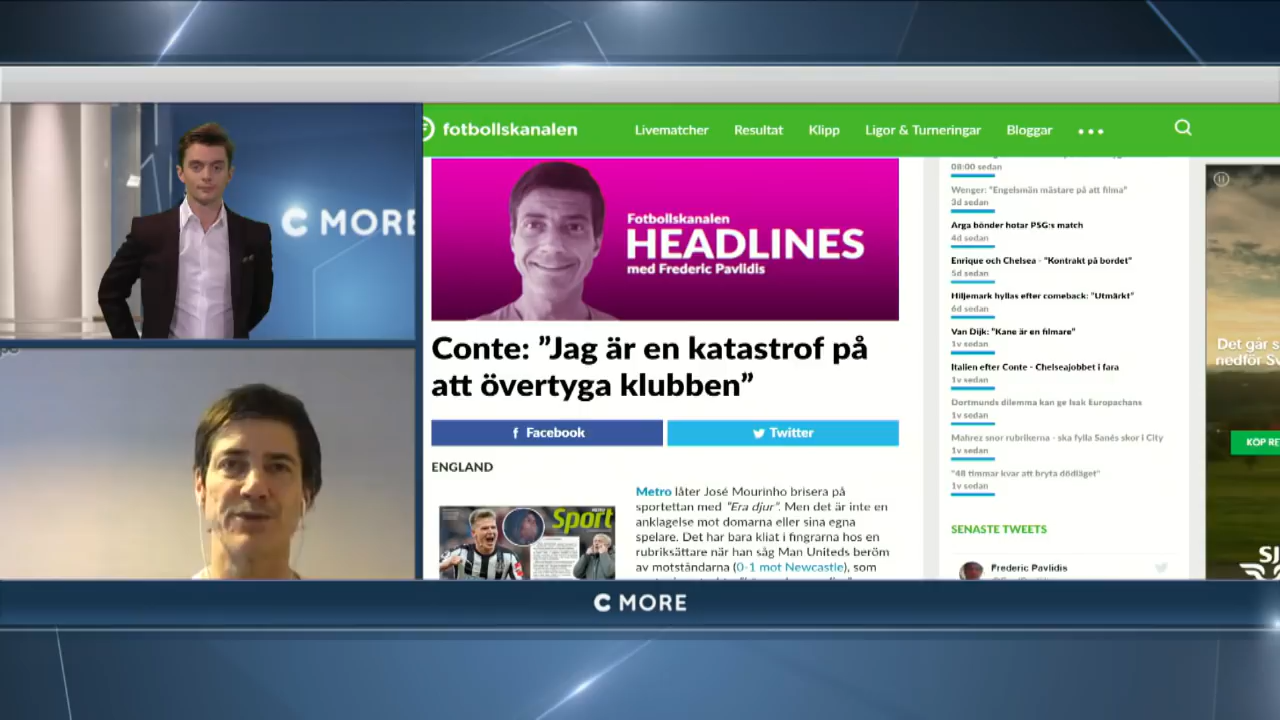 fotbollskanalen
Livematcher
Resultat
Klipp
Ligor & Turneringar
Bloggar
C MORE
Fotbollskanalen
HEADLINES
med Frederic Pavlidis
Conte: ”Jag är en katastrof på
att övertyga klubben”
Facebook
Twitter
ENGLAND
Metro låter José Mourinho brisera på
sportettan med ”Era djur”. Men det är inte en
anklagelse mot domarna eller sina egna
spelare. Det har bara kliat i fingrarna hos en
rubriksättare när han såg Man Uniteds beröm
av motståndarna (0-1 mot Newcastle), som
Sport
08:00 sedan
Wenger: ”Engelsmän mästare på att filma”
3d sedan
Arga bönder hotar PSG:s match
4d sedan
Enrique och Chelsea - ”Kontrakt på bordet”
5d sedan
Hiljemark hyllas efter comeback: ”Utmärkt”
6d sedan
Van Dijk: ”Kane är en filmare”
1v sedan
Italien efter Conte - Chelseajobbet i fara
1v sedan
Dortmunds dilemma kan ge Isak Europachans
1v sedan
Mahrez snor rubrikerna - ska fylla Sanés skor i City
1v sedan
”48 timmar kvar att bryta dödläget”
1v sedan
SENASTE TWEETS
Frederic Pavlidis
Det går s
nedför Sv
KÖP RE
SJ
C MORE